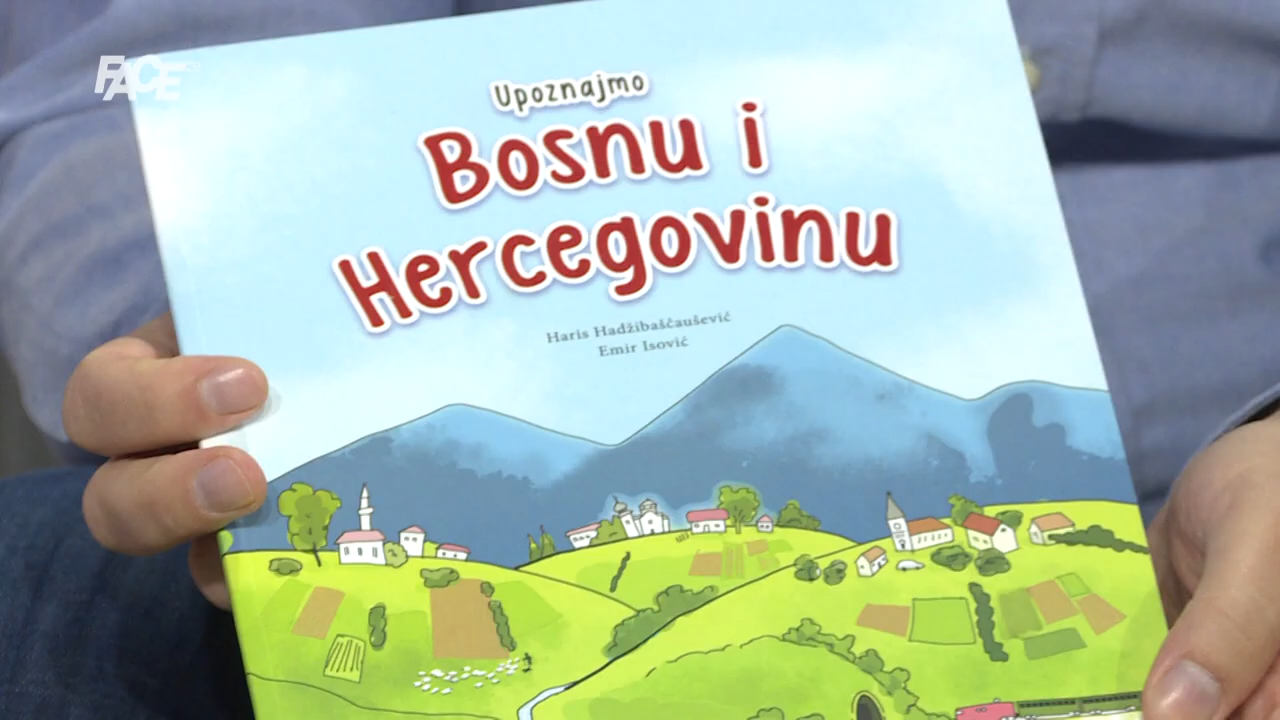 FACE
Upoznajmo
Bosnu i
Hercegovinu
Haris Hadžibaščaušević
Emir Isović